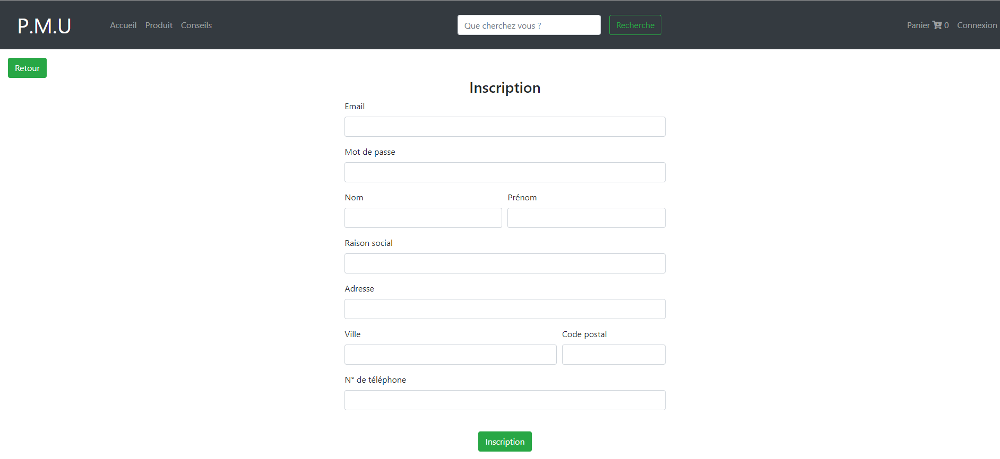 P.M.U Accueil Produit Conseils Que cherchez vous ? Recherche Panier 0 Connexion
Retour
Inscription
Email
Mot de passe
Nom Prénom
Raison social
Adresse
Ville Code postal
N° de téléphone
Inscription